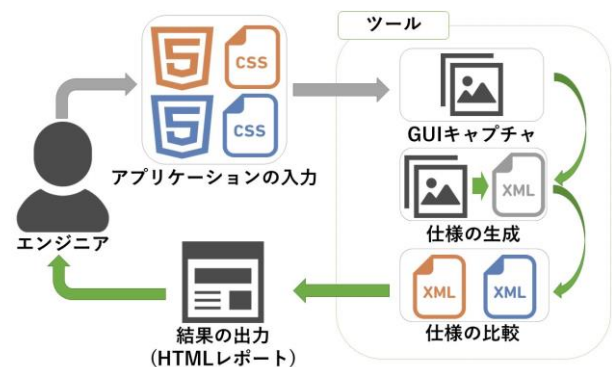 ツール
5
CSS
5
CSS
アプリケーションの入力
GUIキャプチャ
XML
仕様の生成
エンジニア
XML
XML
仕様の比較
結果の出力
(HTMLレポート)